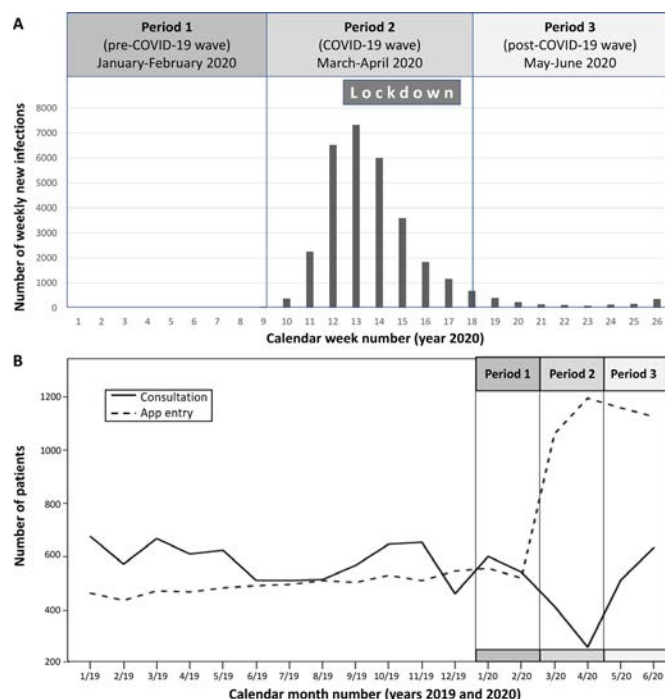 A
Period 1
(pre-COVID-19 wave)
January-February 2020
Period 2
(COVID-19 wave)
March-April 2020
Period 3
(post-COVID-19 wave)
May-June 2020
Lockdown
Number of weekly new infections
8000
7000
6000
5000
4000
3000
2000
1000
0
1 2 3 4 5 6 7 8 9 10 11 12 13 14 15 16 17 18 19 20 21 22 23 24 25 26
Calendar week number (year 2020)
B
Period 1 Period 2 Period 3
Consultation
App entry
Number of patients
1200
1000
800
600
400
200
1/19 2/19 3/19 4/19 5/19 6/19 7/19 8/19 9/19 10/19 11/19 12/19 1/20 2/20 3/20 4/20 5/20 6/20
Calendar month number (years 2019 and 2020)